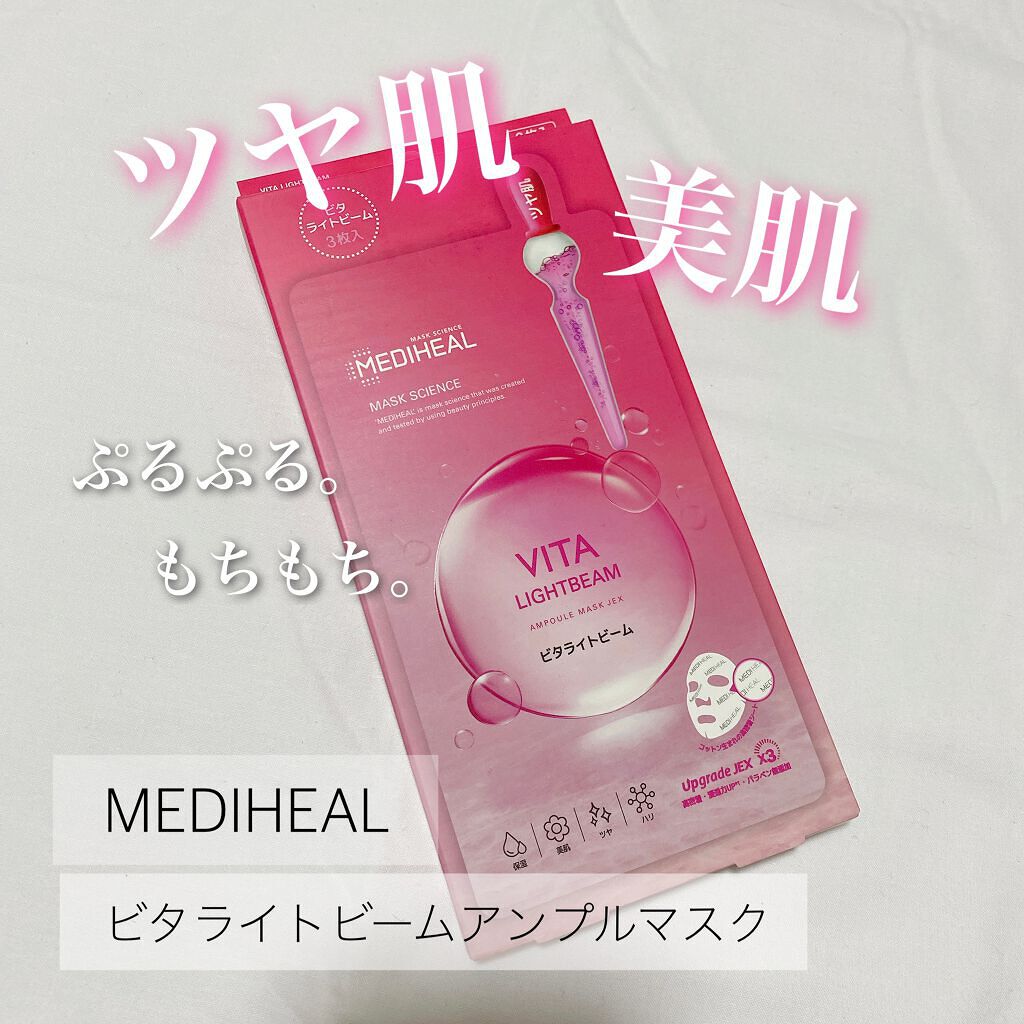 ツヤ肌
美肌
VITA LIGHTBEAM
ビタ
ライトビーム
3枚入
ツヤ肌
MASK SCIENCE
MEDIHEAL
MASK SCIENCE
"MEDIHEAL" is mask science that was created
and tested by using beauty principles.
ぷるぷる。
もちもち。
VITA
LIGHTBEAM
AMPOULE MASK JEX
ビタライトビーム
Upgrade JEX X3
保湿
美肌
ツヤ
ハリ
MEDIHEAL
ビタライトビームアンプルマスク